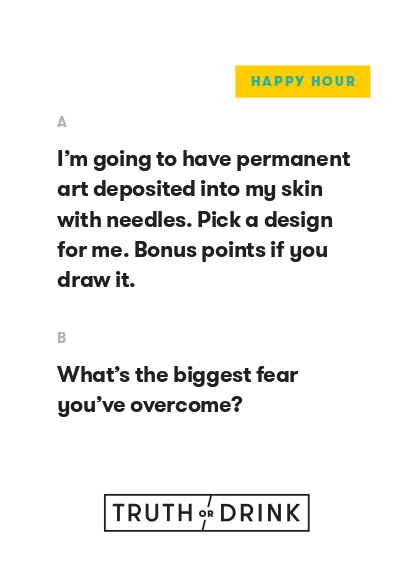 HAPPY HOUR
A
I'm going to have permanent
art deposited into my skin
with needles. Pick a design
for me. Bonus points if you
draw it.
B
What's the biggest fear
you've overcome?
TRUTH OR DRINK